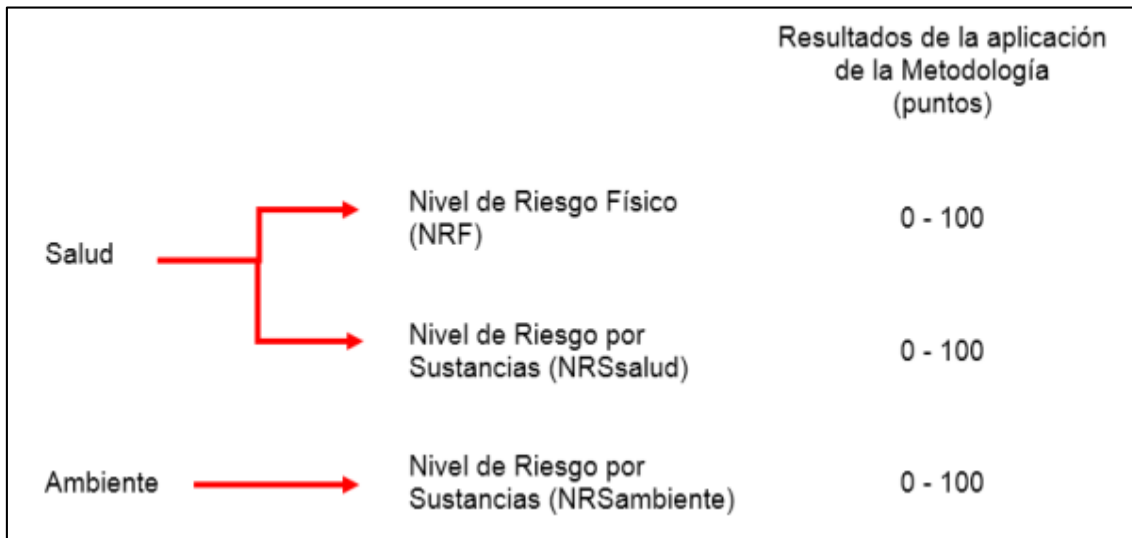 Resultados de la aplicación
de la Metodología
(puntos)
Salud
Nivel de Riesgo Físico
(NRF)
0 - 100
Nivel de Riesgo por
Sustancias (NRSsalud)
0 - 100
Ambiente
Nivel de Riesgo por
Sustancias (NRSambiente)
0 - 100